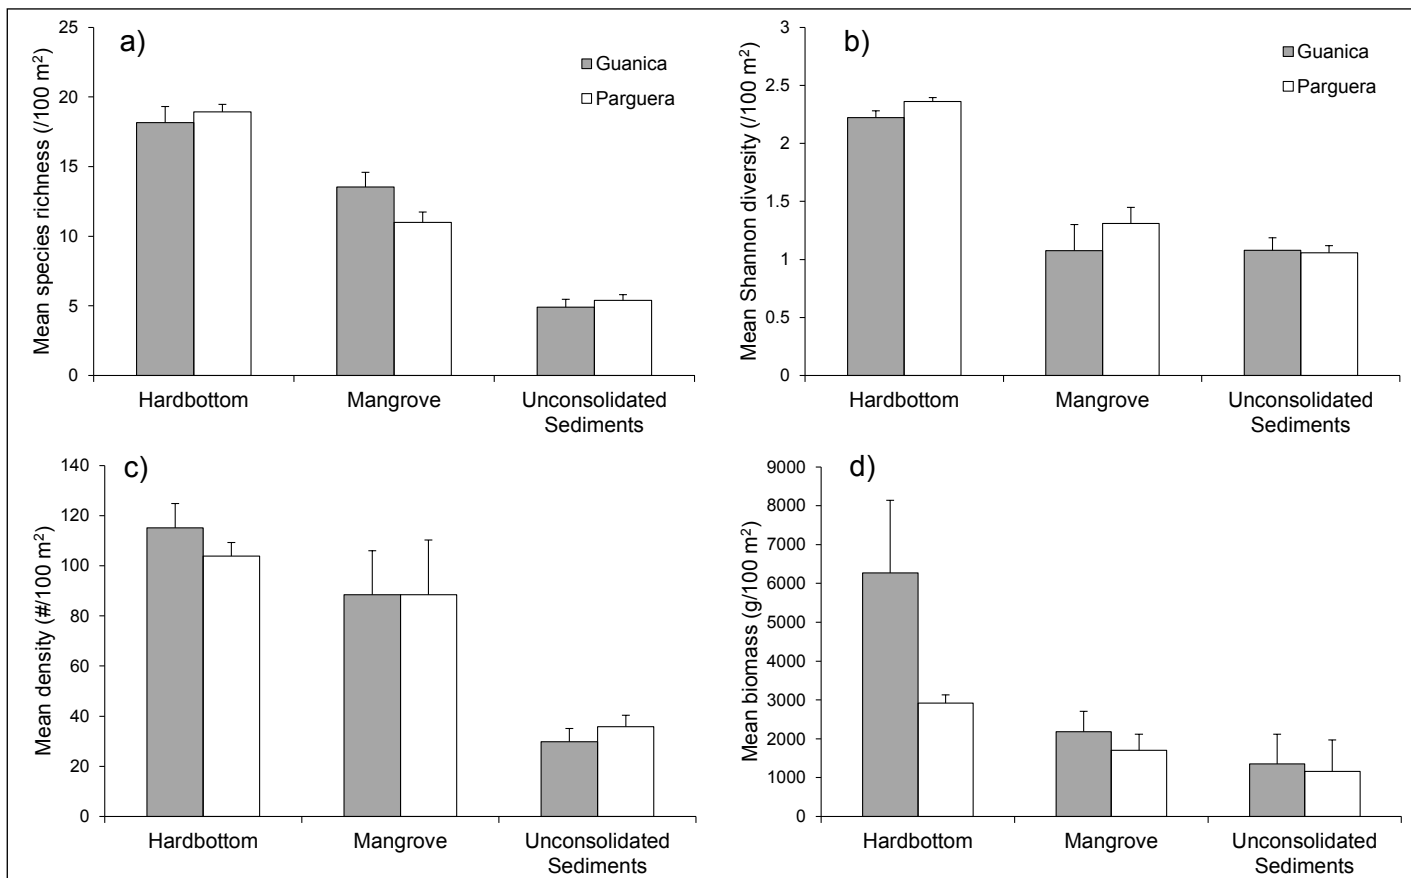 a)
Mean species richness (/100 m²)
25
20
15
10
5
0
Guanica
Parguera
Hardbottom
Mangrove
Unconsolidated
Sediments
b)
Mean Shannon diversity (/100 m²)
3
2.5
2
1.5
1
0.5
0
Guanica
Parguera
Hardbottom
Mangrove
Unconsolidated
Sediments
c)
Mean density (#/100 m²)
140
120
100
80
60
40
20
0
Hardbottom
Mangrove
Unconsolidated
Sediments
d)
Mean biomass (g/100 m²)
9000
8000
7000
6000
5000
4000
3000
2000
1000
0
Hardbottom
Mangrove
Unconsolidated
Sediments